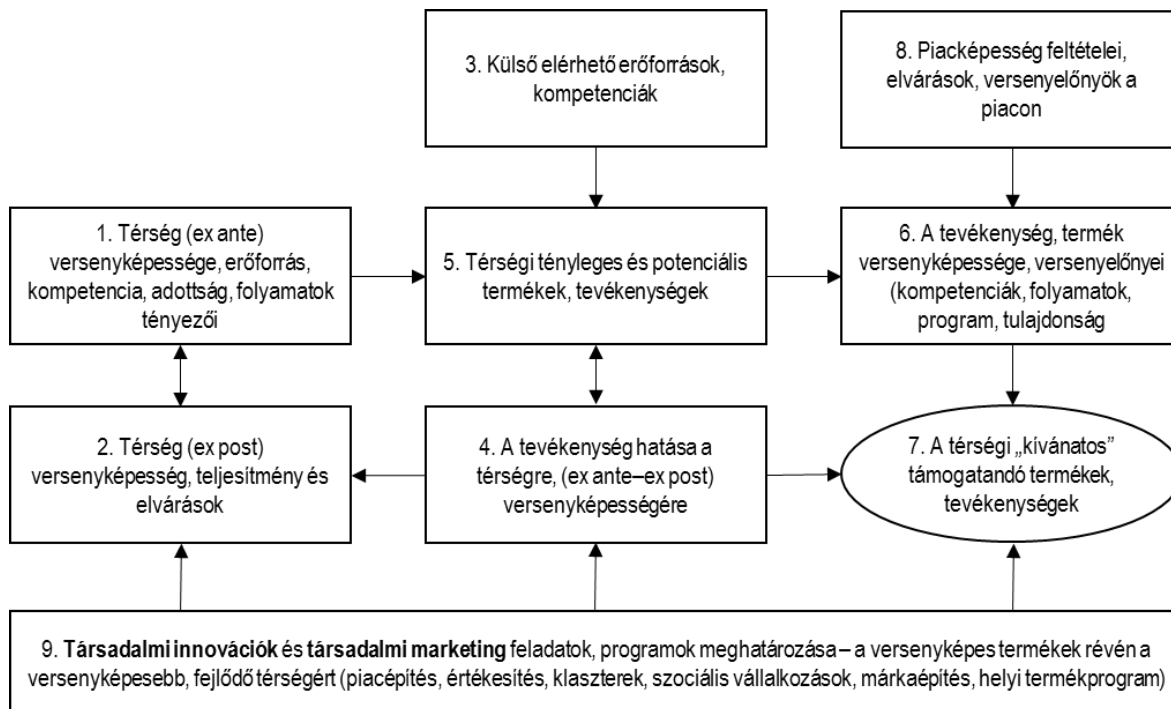 3. Külső elérhető erőforrások,
kompetenciák
8. Piacképesség feltételei,
elvárások, versenyelőnyök a
piacon
1. Térség (ex ante)
versenyképessége, erőforrás,
kompetencia, adottság, folyamatok
tényezői
5. Térségi tényleges és potenciális
termékek, tevékenységek
6. A tevékenység, termék
versenyképessége, versenyelőnyei
(kompetenciák, folyamatok,
program, tulajdonság
2. Térség (ex post)
versenyképesség, teljesítmény és
elvárások
4. A tevékenység hatása a
térségre, (ex ante–ex post)
versenyképességére
7. A térségi „kívánatos”
támogatandó termékek,
tevékenységek
9. Társadalmi innovációk és társadalmi marketing feladatok, programok meghatározása – a versenyképes termékek révén a
versenyképesebb, fejlődő térségért (piacépítés, értékesítés, klaszterek, szociális vállalkozások, márkaépítés, helyi termékprogram)